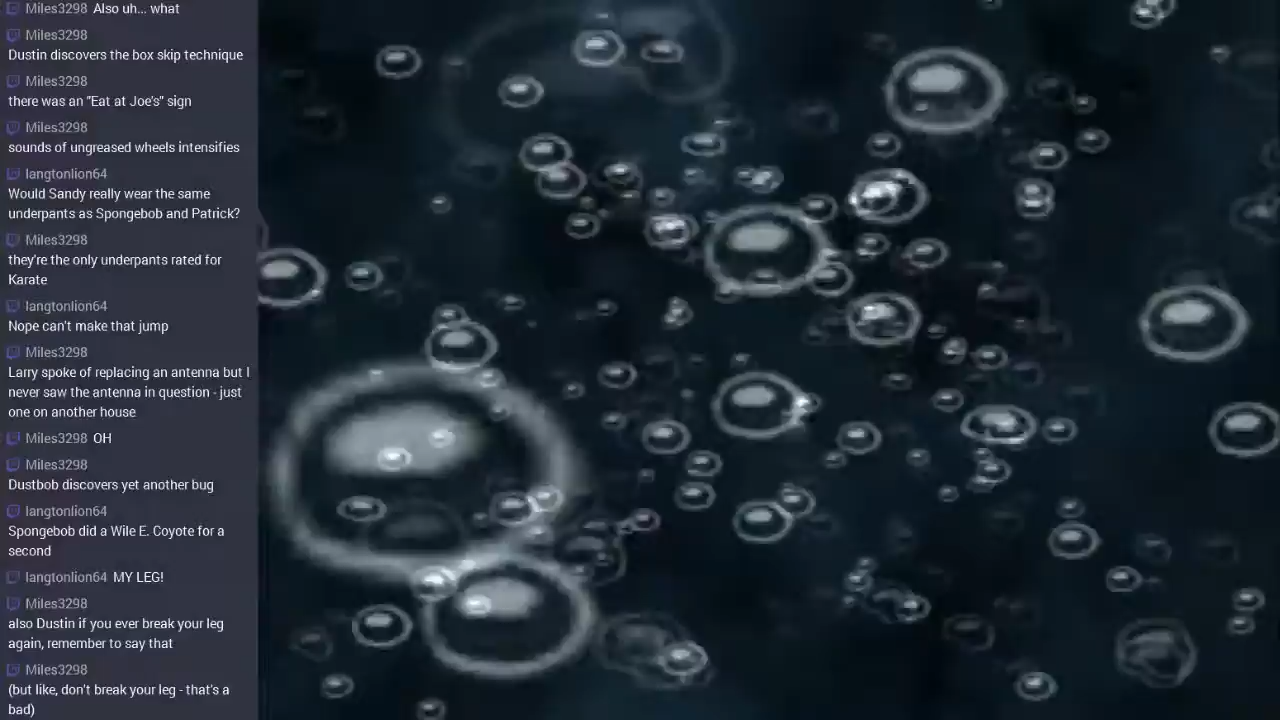 Miles3298 Also uh... what
Miles3298
Dustin discovers the box skip technique
Miles3298
there was an "Eat at Joe's" sign
Miles3298
sounds of ungreased wheels intensifies
langtonlion64
Would Sandy really wear the same
underpants as Spongebob and Patrick?
Miles3298
they're the only underpants rated for
Karate
langtonlion64
Nope can't make that jump
Miles3298
Larry spoke of replacing an antenna but I
never saw the antenna in question - just
one on another house
Miles3298 OH
Miles3298
Dustbob discovers yet another bug
langtonlion64
Spongebob did a Wile E. Coyote for a
second
langtonlion64 MY LEG!
Miles3298
also Dustin if you ever break your leg
again, remember to say that
Miles3298
(but like, don't break your leg - that's a
bad)